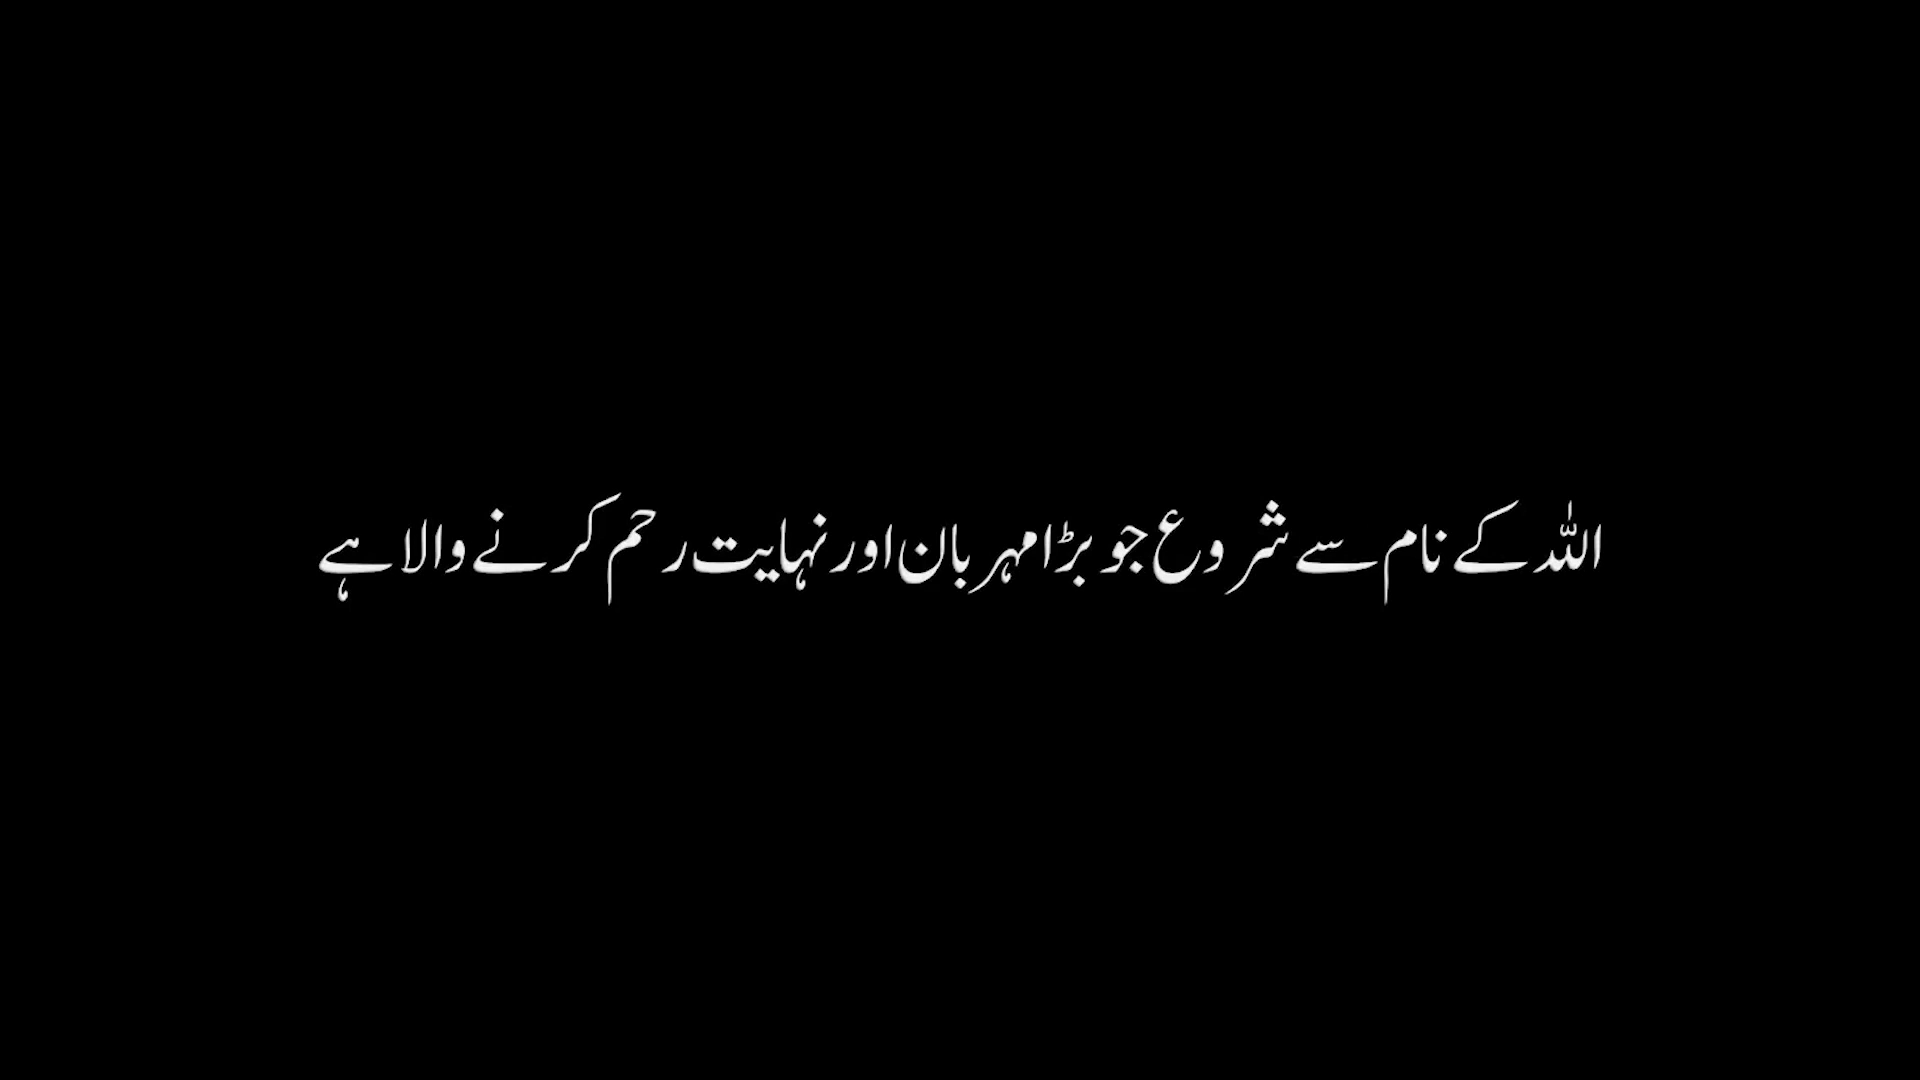 اللہ کے نام سے شروع جو بڑا مہربان اور نہایت رحم کرنے والا ہے